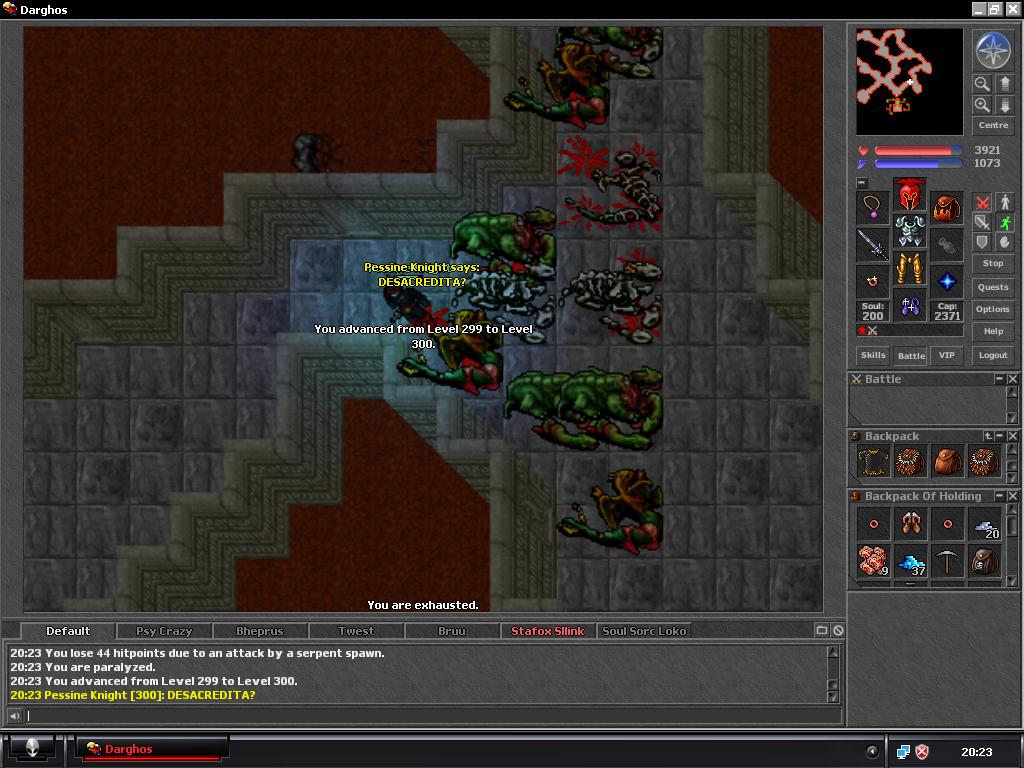 Darghos
Centre
3921
1073
Pessine Knight says:
DESACREDITA?
You advanced from Level 299 to Level
300.
Soul:
200
Cap:
2371
Stop
Quests
Options
Help
Skills
Battle
VIP
Logout
Battle
Backpack
Backpack Of Holding
20
9
37
You are exhausted.
Default
Psy Crazy
Bheprus
Twest
Bruu
Stafox Sllink
Soul Sorc Loko
20:23 You lose 44 hitpoints due to an attack by a serpent spawn.
20:23 You are paralyzed.
20:23 You advanced from Level 299 to Level 300.
20:23 Pessine Knight [300]: DESACREDITA?
Darghos
20:23